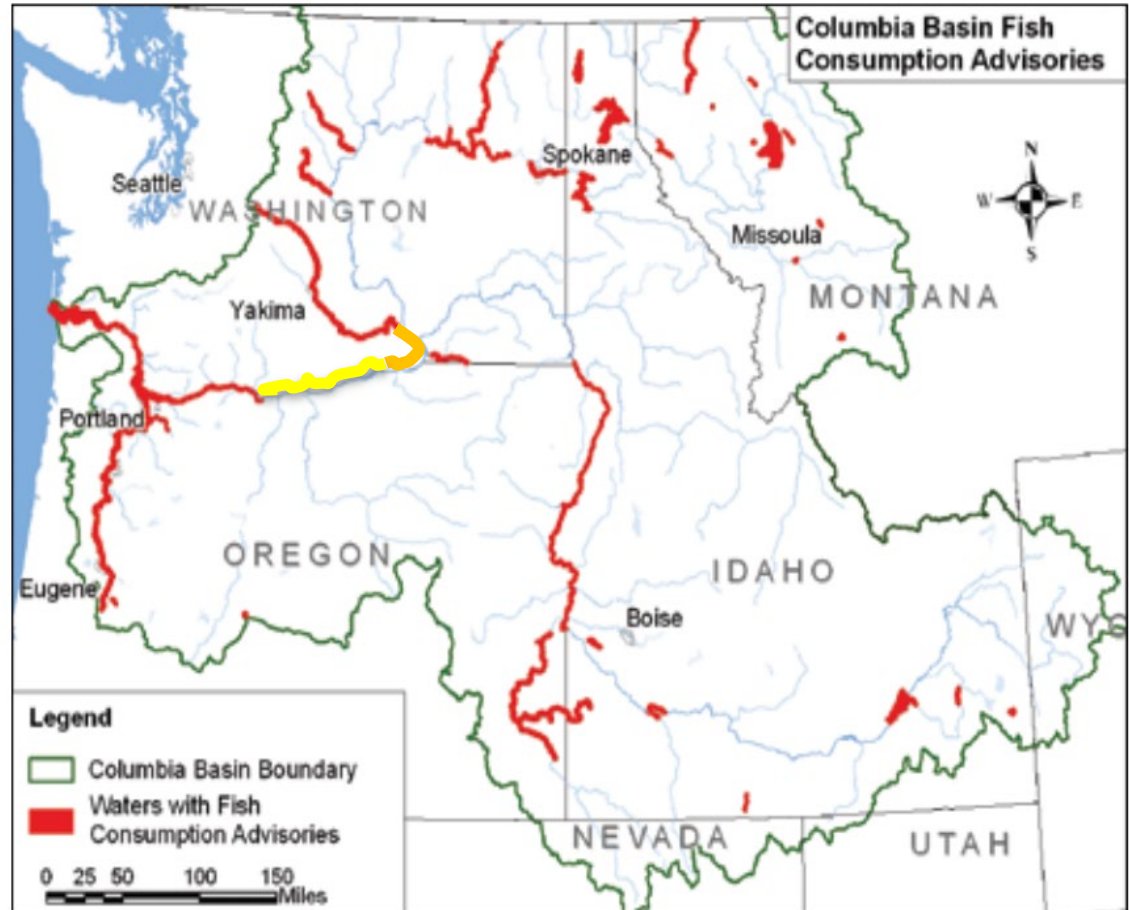 Columbia Basin Fish
Consumption Advisories
N
W E
S
Seattle
WASHINGTON
Spokane
Missoula
MONTANA
Yakima
Portland
OREGON
IDAHO
Eugene
Boise
WYO
Legend
Columbia Basin Boundary
Waters with Fish
Consumption Advisories
0 25 50 100 150
Miles
NEVADA
UTAH